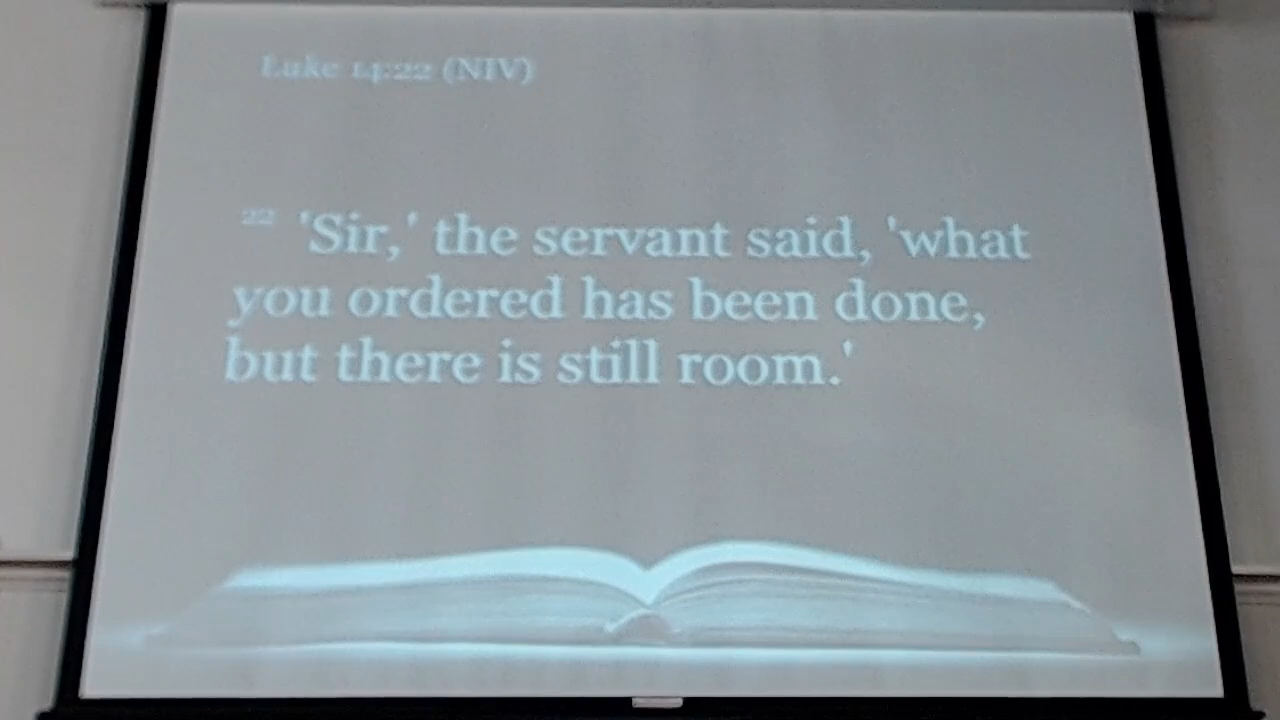 Luke 14:22 (NIV)
22 'Sir,' the servant said, 'what
you ordered has been done,
but there is still room.'